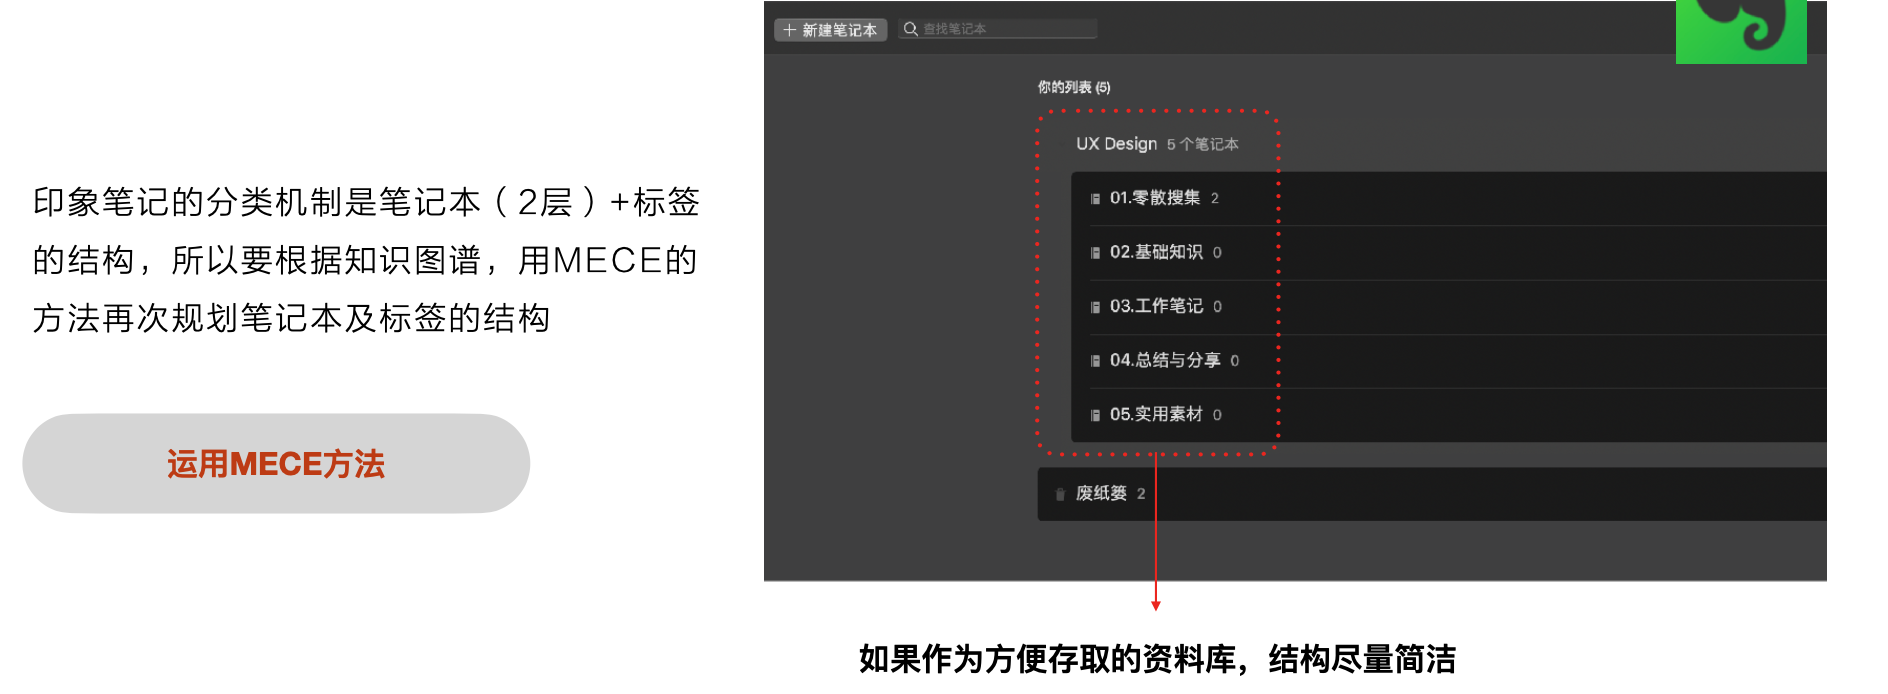 印象笔记的分类机制是笔记本（2层）+标签
的结构，所以要根据知识图谱，用MECE的
方法再次规划笔记本及标签的结构
运用MECE方法
新建笔记本
查找笔记本
你的列表 (5)
UX Design 5 个笔记本
01.零散搜集 2
02.基础知识 0
03.工作笔记 0
04.总结与分享 0
05.实用素材 0
废纸篓 2
如果作为方便存取的资料库，结构尽量简洁